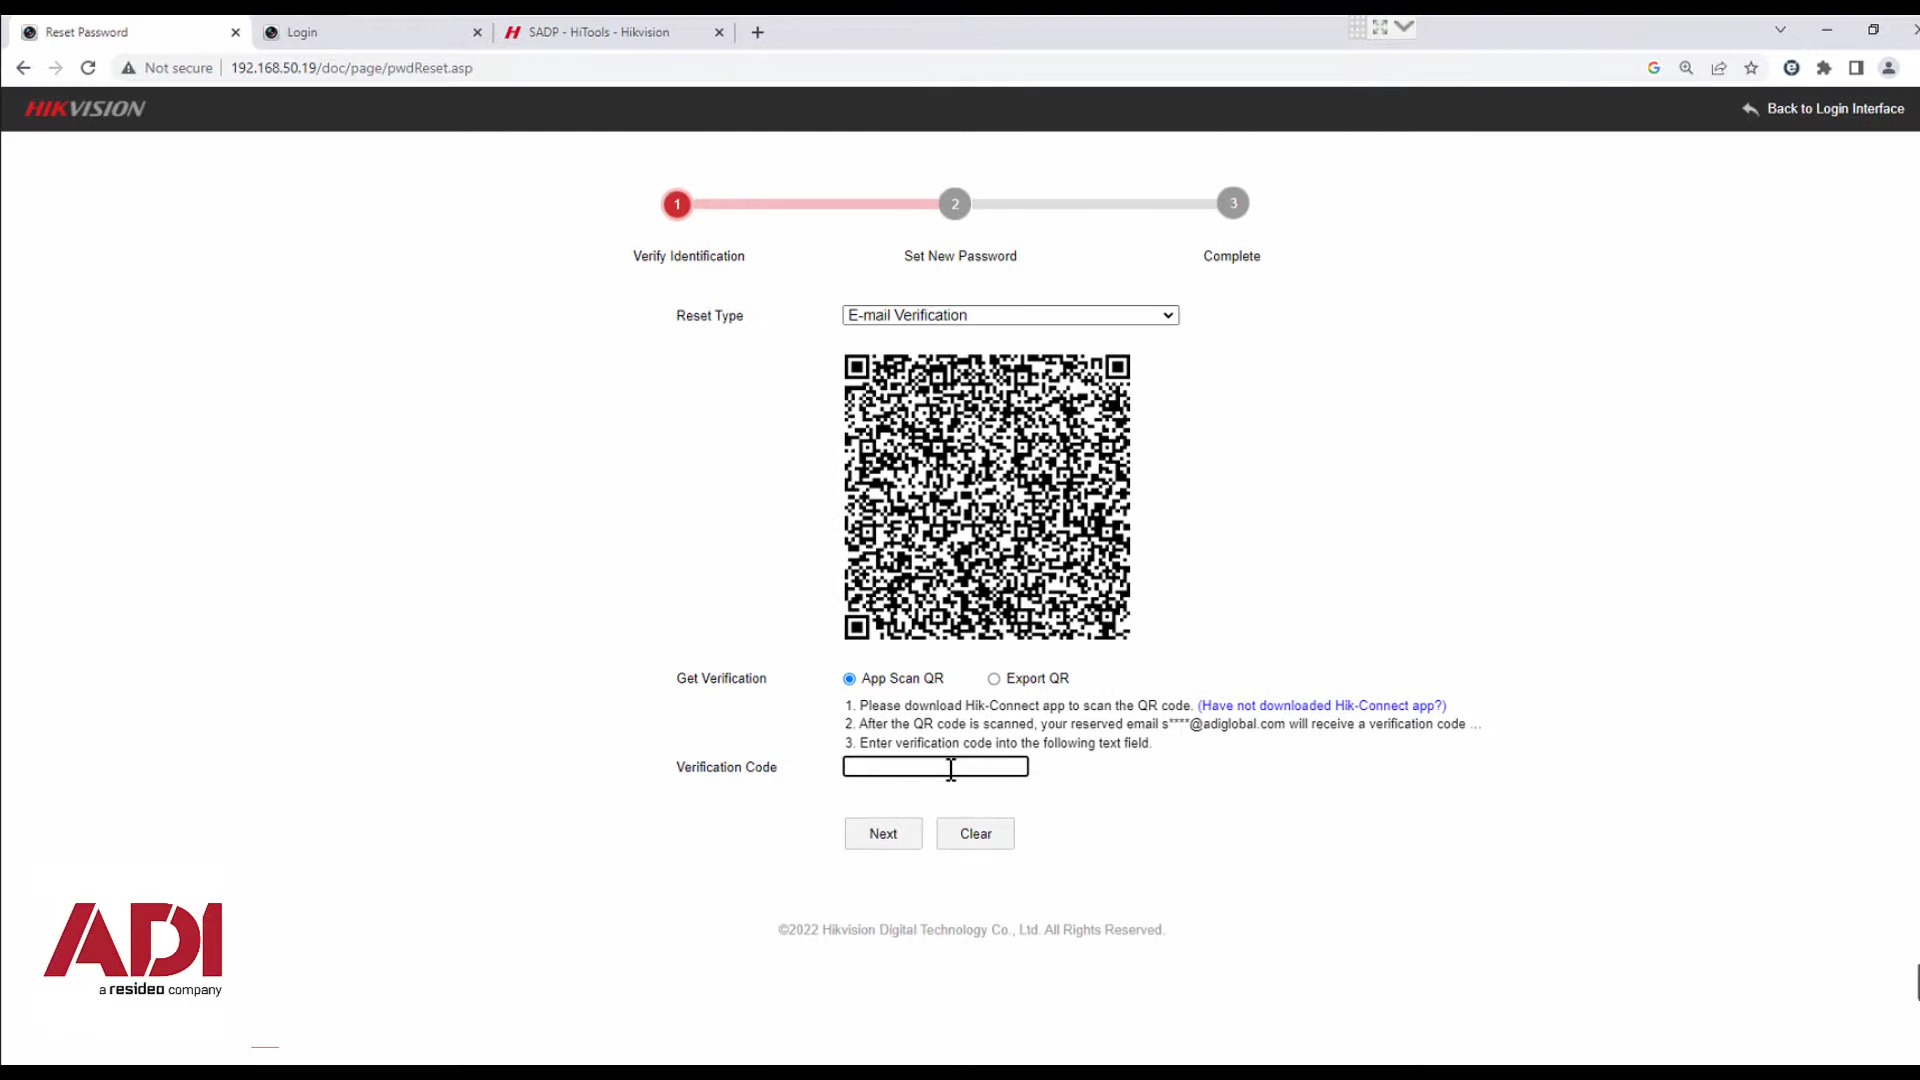 Reset Password
Login
SADP - HiTools - Hikvision
Not secure
192.168.50.19/doc/page/pwdReset.asp
HIKVISION
Back to Login Interface
1
2
3
Verify Identification
Set New Password
Complete
Reset Type
E-mail Verification
Get Verification
App Scan QR
Export QR
1. Please download Hik-Connect app to scan the QR code. (Have not downloaded Hik-Connect app?)
2. After the QR code is scanned, your reserved email s****@adiglobal.com will receive a verification code ...
3. Enter verification code into the following text field.
Verification Code
Next
Clear
©2022 Hikvision Digital Technology Co., Ltd. All Rights Reserved.
ADI
a resideo company